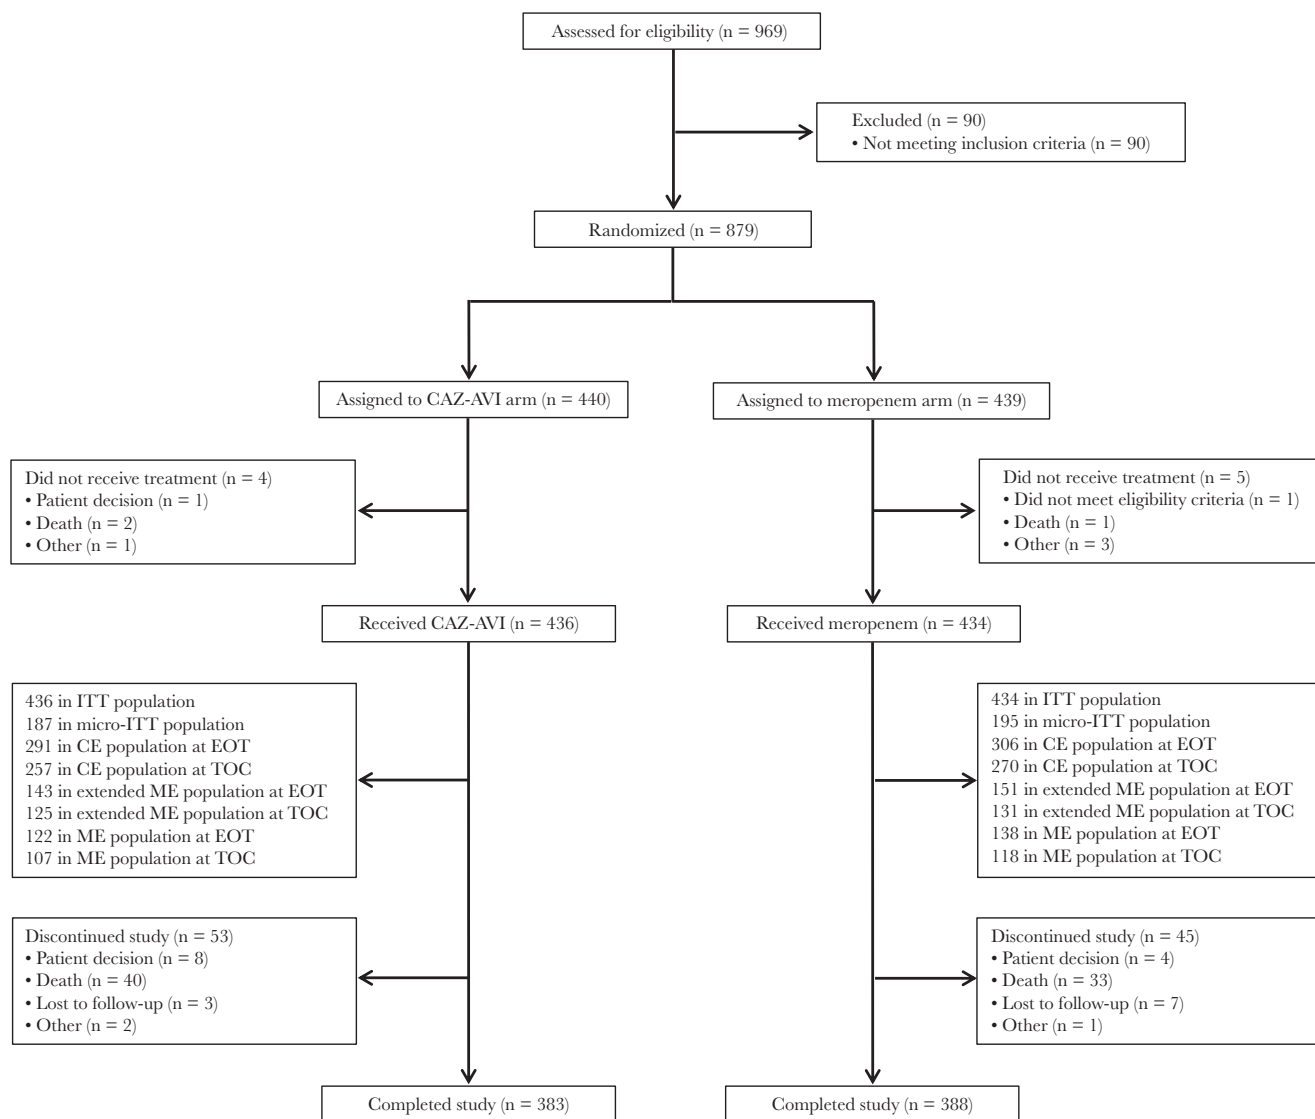 Assessed for eligibility (n = 969)
Excluded (n = 90)
• Not meeting inclusion criteria (n = 90)
Randomized (n = 879)
Assigned to CAZ-AVI arm (n = 440)
Assigned to meropenem arm (n = 439)
Did not receive treatment (n = 4)
• Patient decision (n = 1)
• Death (n = 2)
• Other (n = 1)
Did not receive treatment (n = 5)
• Did not meet eligibility criteria (n = 1)
• Death (n = 1)
• Other (n = 3)
Received CAZ-AVI (n = 436)
Received meropenem (n = 434)
436 in ITT population
187 in micro-ITT population
291 in CE population at EOT
257 in CE population at TOC
143 in extended ME population at EOT
125 in extended ME population at TOC
122 in ME population at EOT
107 in ME population at TOC
434 in ITT population
195 in micro-ITT population
306 in CE population at EOT
270 in CE population at TOC
151 in extended ME population at EOT
131 in extended ME population at TOC
138 in ME population at EOT
118 in ME population at TOC
Discontinued study (n = 53)
• Patient decision (n = 8)
• Death (n = 40)
• Lost to follow-up (n = 3)
• Other (n = 2)
Discontinued study (n = 45)
• Patient decision (n = 4)
• Death (n = 33)
• Lost to follow-up (n = 7)
• Other (n = 1)
Completed study (n = 383)
Completed study (n = 388)